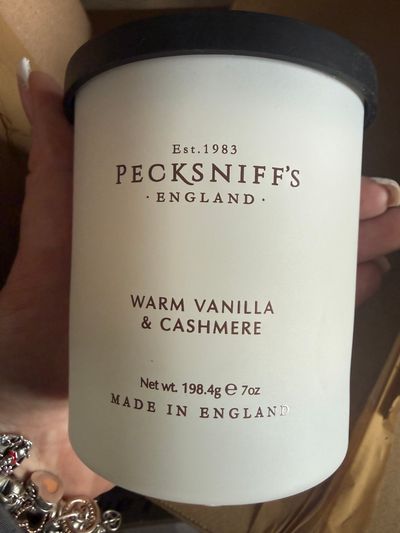 Est.1983
PECKSNIFF'S
· ENGLAND ·
WARM VANILLA
& CASHMERE
Net wt. 198.4g ℮ 7oz
MADE IN ENGLAND